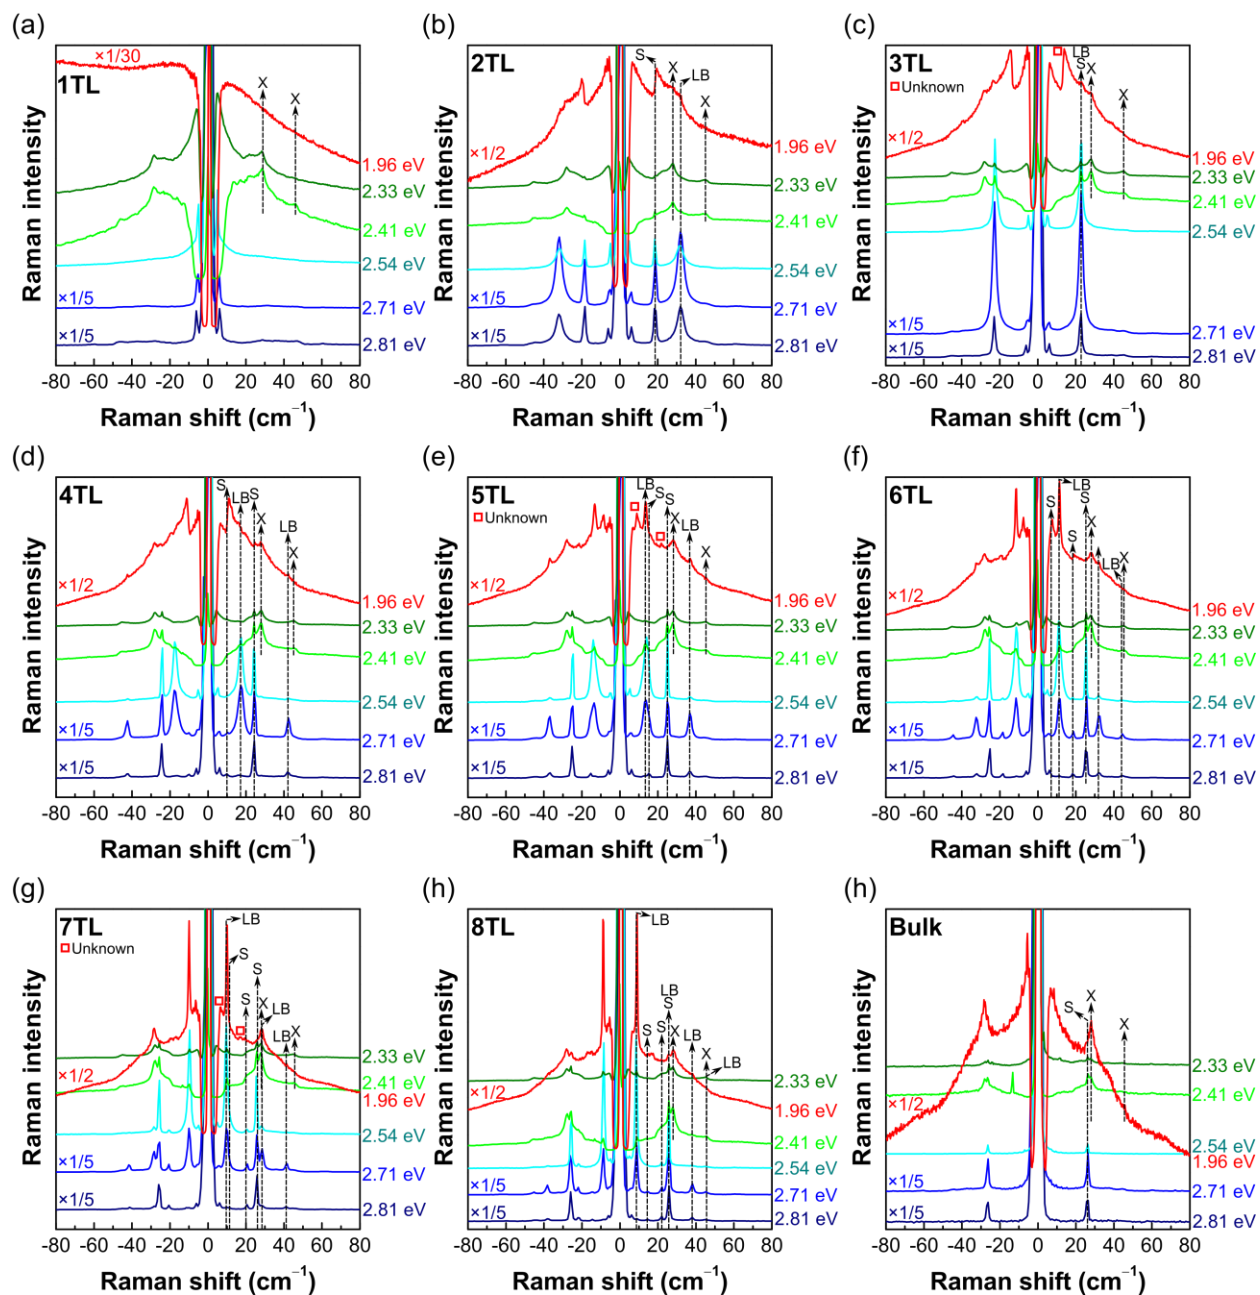 (a)
1TL
×1/30
X
X
1.96 eV
2.33 eV
2.41 eV
2.54 eV
×1/5
2.71 eV
×1/5
2.81 eV
Raman intensity
-80 -60 -40 -20 0 20 40 60 80
Raman shift (cm⁻¹)
(b)
2TL
S
X
LB
X
×1/2
1.96 eV
2.33 eV
2.41 eV
2.54 eV
×1/5
2.71 eV
×1/5
2.81 eV
Raman intensity
-80 -60 -40 -20 0 20 40 60 80
Raman shift (cm⁻¹)
(c)
3TL
Unknown
LB
S
X
X
×1/2
1.96 eV
2.33 eV
2.41 eV
2.54 eV
×1/5
2.71 eV
×1/5
2.81 eV
Raman intensity
-80 -60 -40 -20 0 20 40 60 80
Raman shift (cm⁻¹)
(d)
4TL
S
LB
S
X
LB
X
×1/2
1.96 eV
2.33 eV
2.41 eV
2.54 eV
×1/5
2.71 eV
×1/5
2.81 eV
Raman intensity
-80 -60 -40 -20 0 20 40 60 80
Raman shift (cm⁻¹)
(e)
5TL
Unknown
LB
S
S
X
LB
X
×1/2
1.96 eV
2.33 eV
2.41 eV
2.54 eV
×1/5
2.71 eV
×1/5
2.81 eV
Raman intensity
-80 -60 -40 -20 0 20 40 60 80
Raman shift (cm⁻¹)
(f)
6TL
S
LB
S
S
X
LB
X
×1/2
1.96 eV
2.33 eV
2.41 eV
2.54 eV
×1/5
2.71 eV
×1/5
2.81 eV
Raman intensity
-80 -60 -40 -20 0 20 40 60 80
Raman shift (cm⁻¹)
(g)
7TL
Unknown
LB
S
S
S
X
LB
LB
X
2.33 eV
×1/2
2.41 eV
1.96 eV
2.54 eV
×1/5
2.71 eV
×1/5
2.81 eV
Raman intensity
-80 -60 -40 -20 0 20 40 60 80
Raman shift (cm⁻¹)
(h)
8TL
LB
S
S
LB
S
X
LB
X
LB
2.33 eV
×1/2
1.96 eV
2.41 eV
2.54 eV
×1/5
2.71 eV
×1/5
2.81 eV
Raman intensity
-80 -60 -40 -20 0 20 40 60 80
Raman shift (cm⁻¹)
(h)
Bulk
S
X
X
2.33 eV
2.41 eV
×1/2
2.54 eV
1.96 eV
×1/5
2.71 eV
×1/5
2.81 eV
Raman intensity
-80 -60 -40 -20 0 20 40 60 80
Raman shift (cm⁻¹)